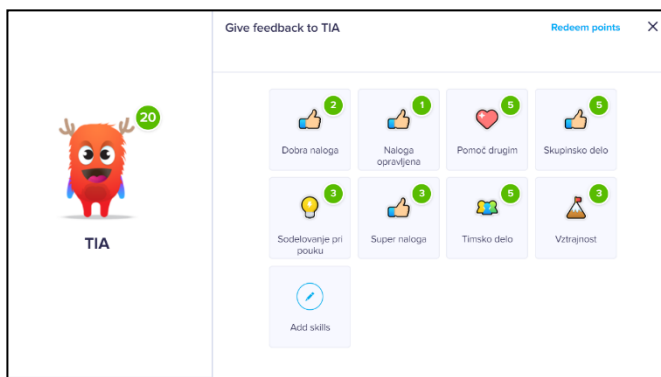 Give feedback to TIA
Redeem points
20
TIA
2
Dobra naloga
1
Naloga
opravljena
5
Pomoč drugim
5
Skupinsko delo
3
Sodelovanje pri
pouku
3
Super naloga
5
Timsko delo
3
Vztrajnost
Add skills